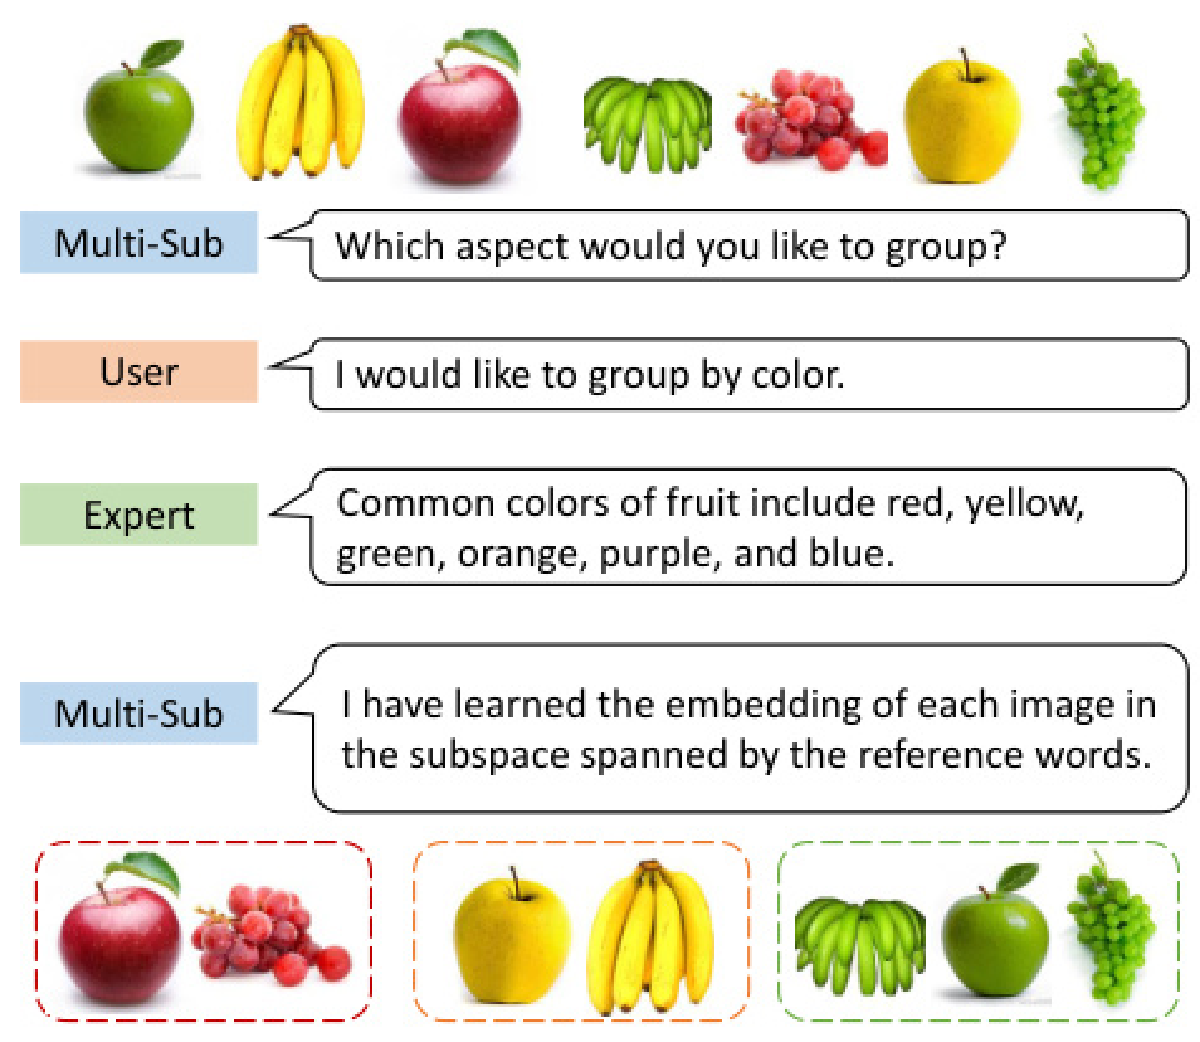 Multi-Sub
Which aspect would you like to group?
User
I would like to group by color.
Expert
Common colors of fruit include red, yellow,
green, orange, purple, and blue.
Multi-Sub
I have learned the embedding of each image in
the subspace spanned by the reference words.